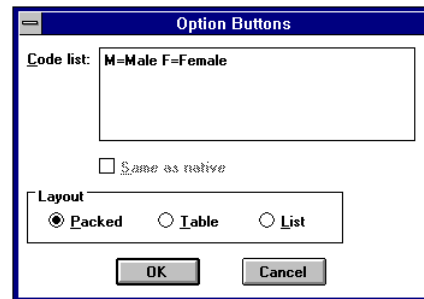 Option Buttons
Code list: M=Male F=Female
Same as native
Layout
Packed Table List
OK Cancel